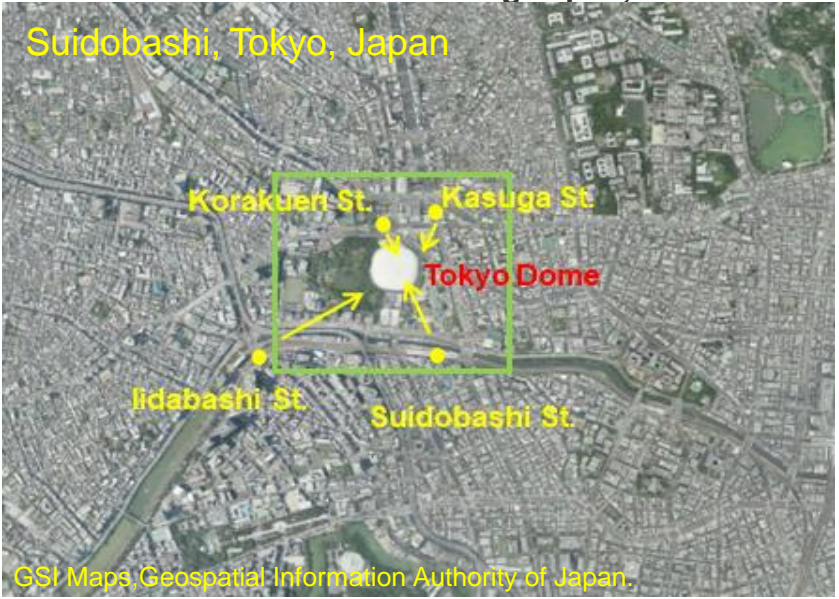 Suidobashi, Tokyo, Japan
Korakuen St.
Kasuga St.
Tokyo Dome
Iidabashi St.
Suidobashi St.
GSI Maps,Geospatial Information Authority of Japan.